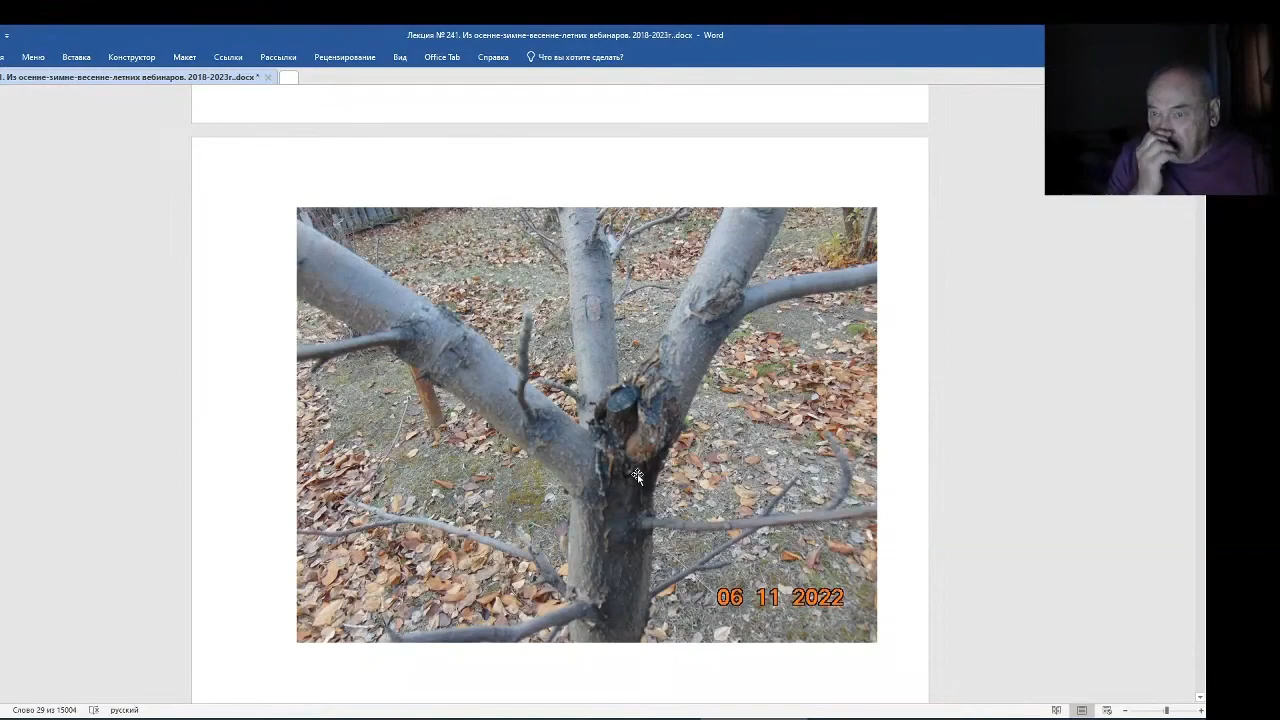 Лекция № 241. Из осенне-зимне-весенне-летних вебинаров. 2018-2023г..docx - Word
Меню Вставка Конструктор Макет Ссылки Рассылки Рецензирование Вид Office Tab Справка Что вы хотите сделать?
. Из осенне-зимне-весенне-летних вебинаров. 2018-2023г..docx *
06 11 2022
Слово 29 из 15004 русский